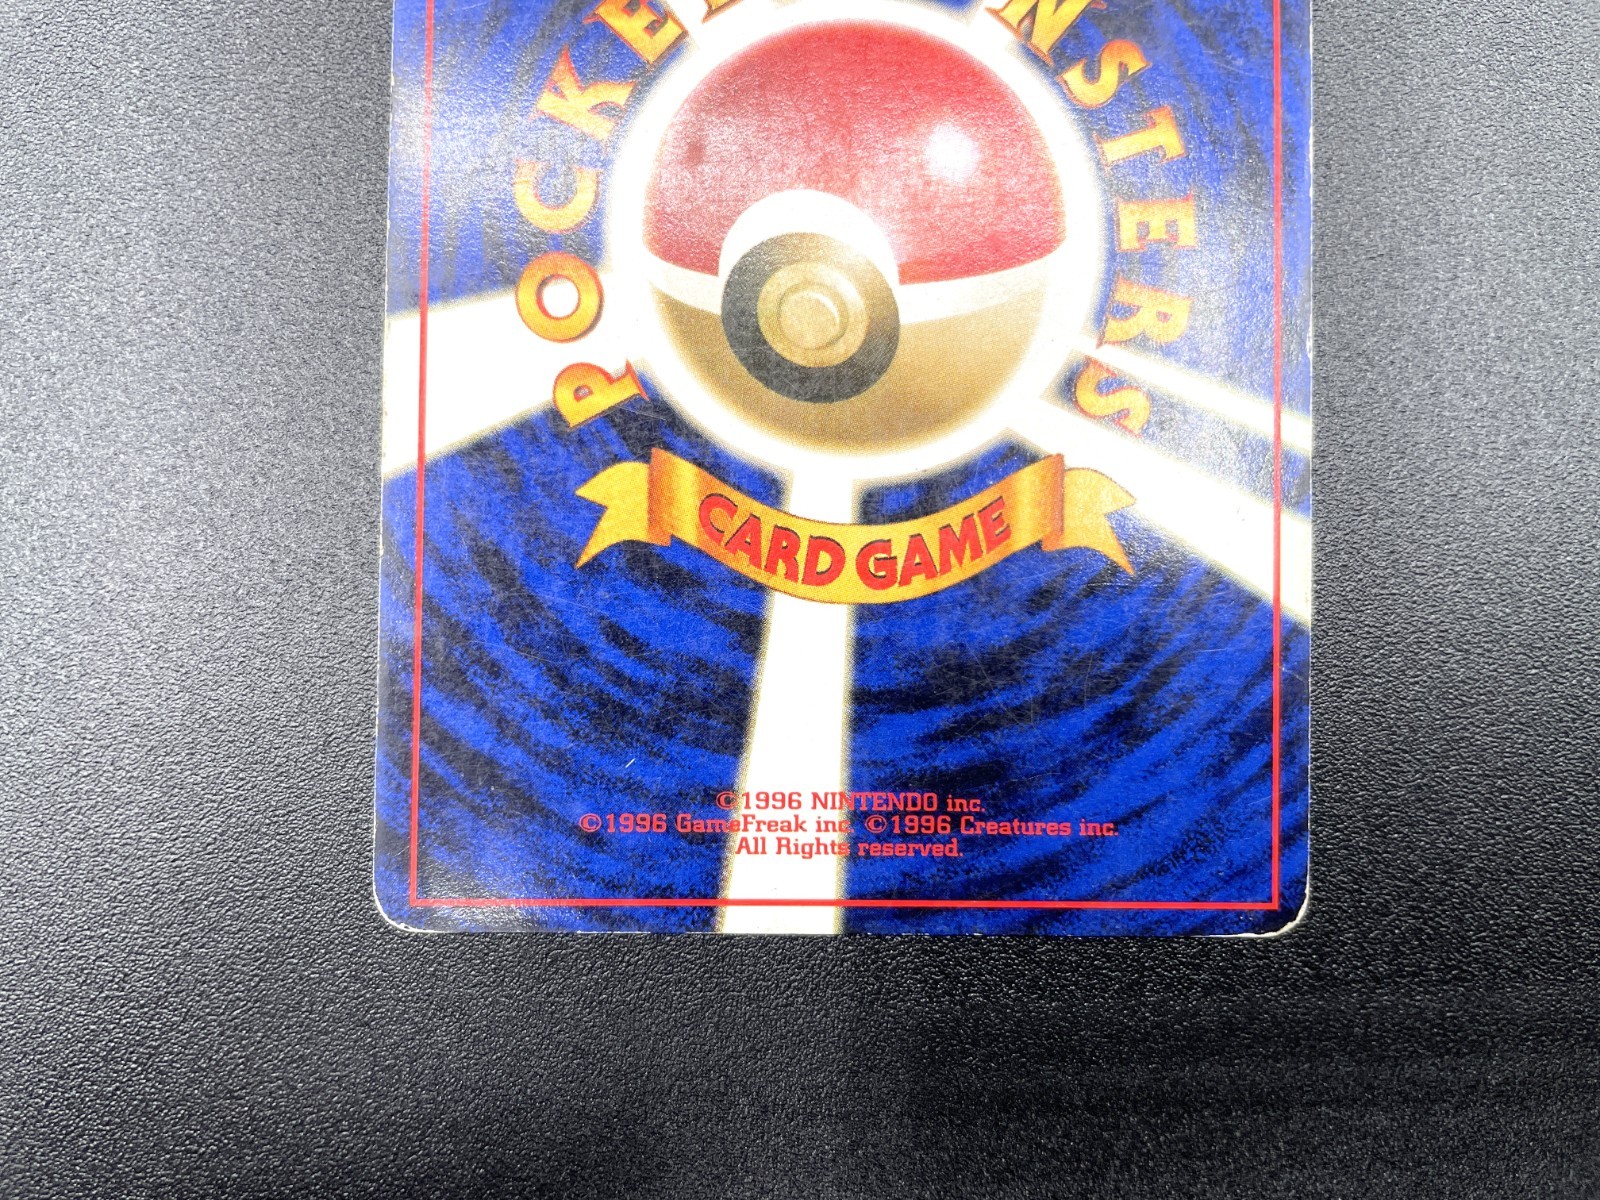 POCKE
NSTERS
CARD GAME
©1996 NINTENDO inc.
©1996 GameFreak inc. ©1996 Creatures inc.
All Rights reserved.